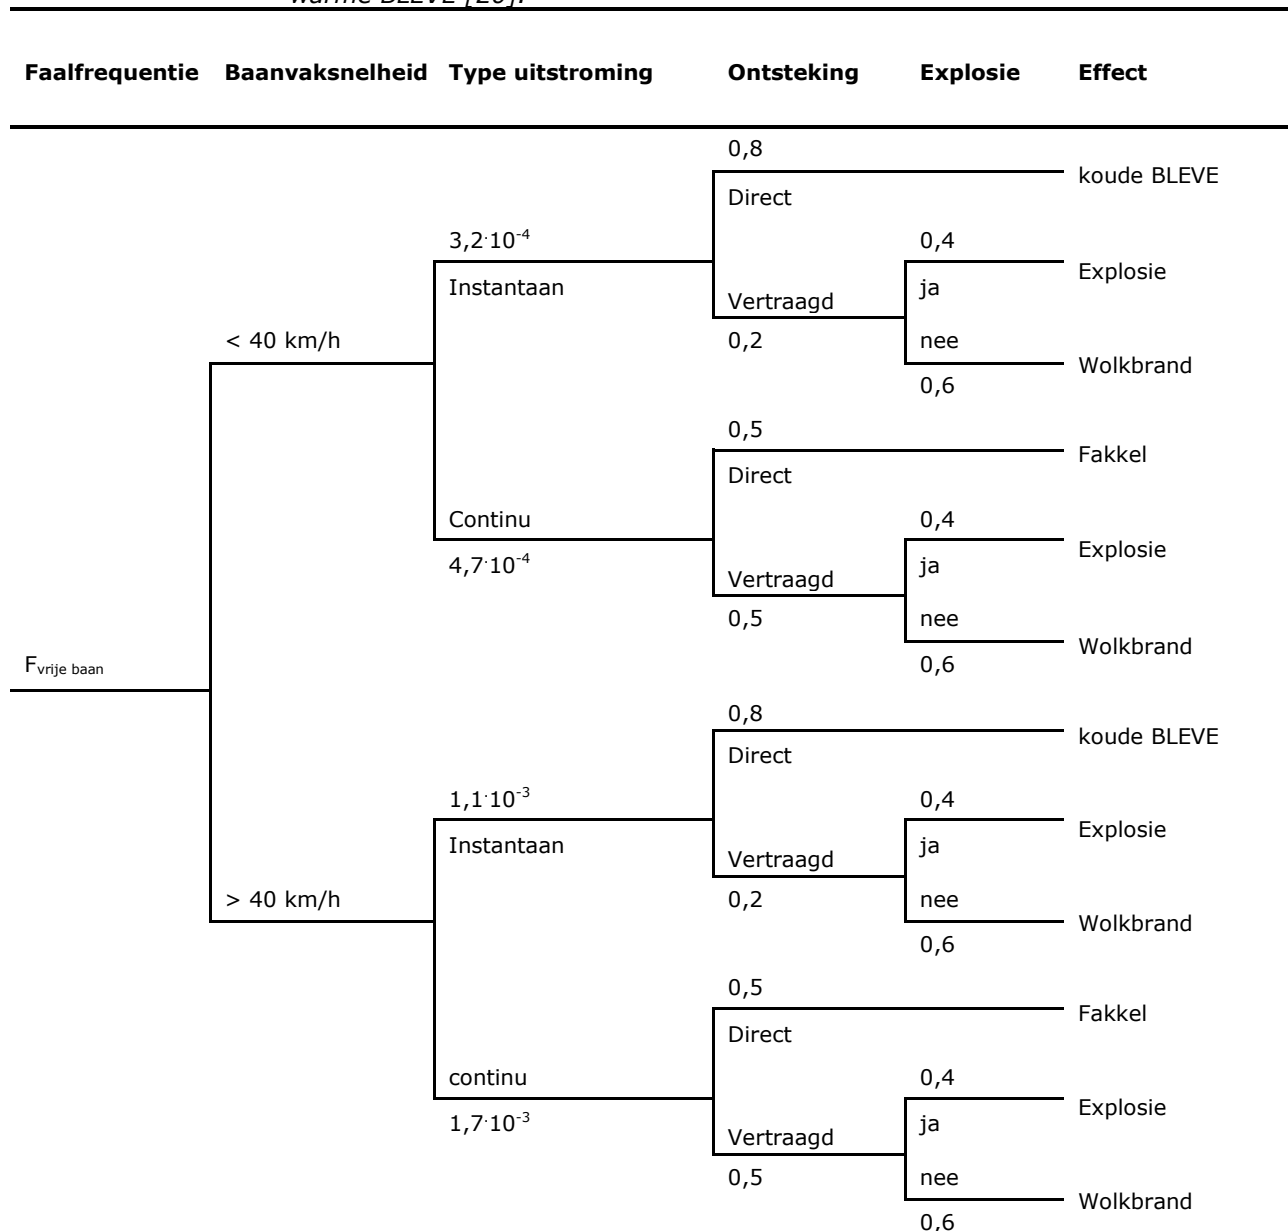 warme BLEVE [20].
Faalfrequentie Baanvaksnelheid Type uitstroming Ontsteking Explosie Effect
0,8
koude BLEVE
Direct
3,2·10-4 0,4
Explosie
Instantaan ja
Vertraagd
< 40 km/h 0,2 nee
Wolkbrand
0,6
0,5
Fakkel
Direct
Continu 0,4
Explosie
4,7·10-4 ja
Vertraagd
0,5 nee
Wolkbrand
Fvrije baan 0,6
0,8
koude BLEVE
Direct
1,1·10-3 0,4
Explosie
Instantaan ja
Vertraagd
> 40 km/h 0,2 nee
Wolkbrand
0,6
0,5
Fakkel
Direct
continu 0,4
Explosie
1,7·10-3 ja
Vertraagd
0,5 nee
Wolkbrand
0,6